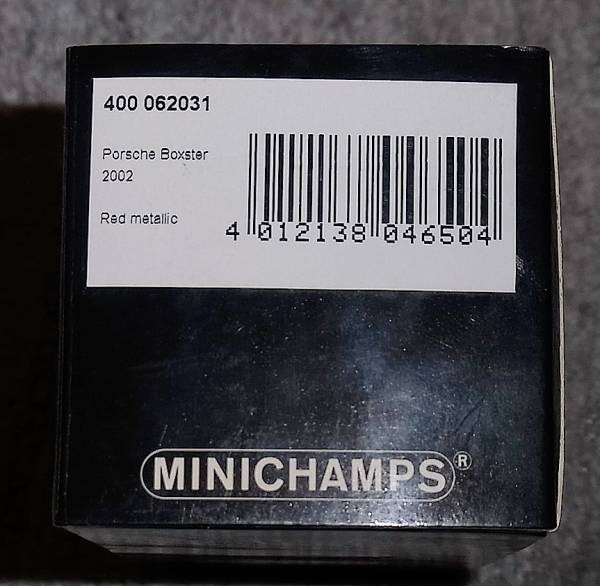 400 062031
Porsche Boxster
2002
Red metallic
4 012138 046504
MINICHAMPS®